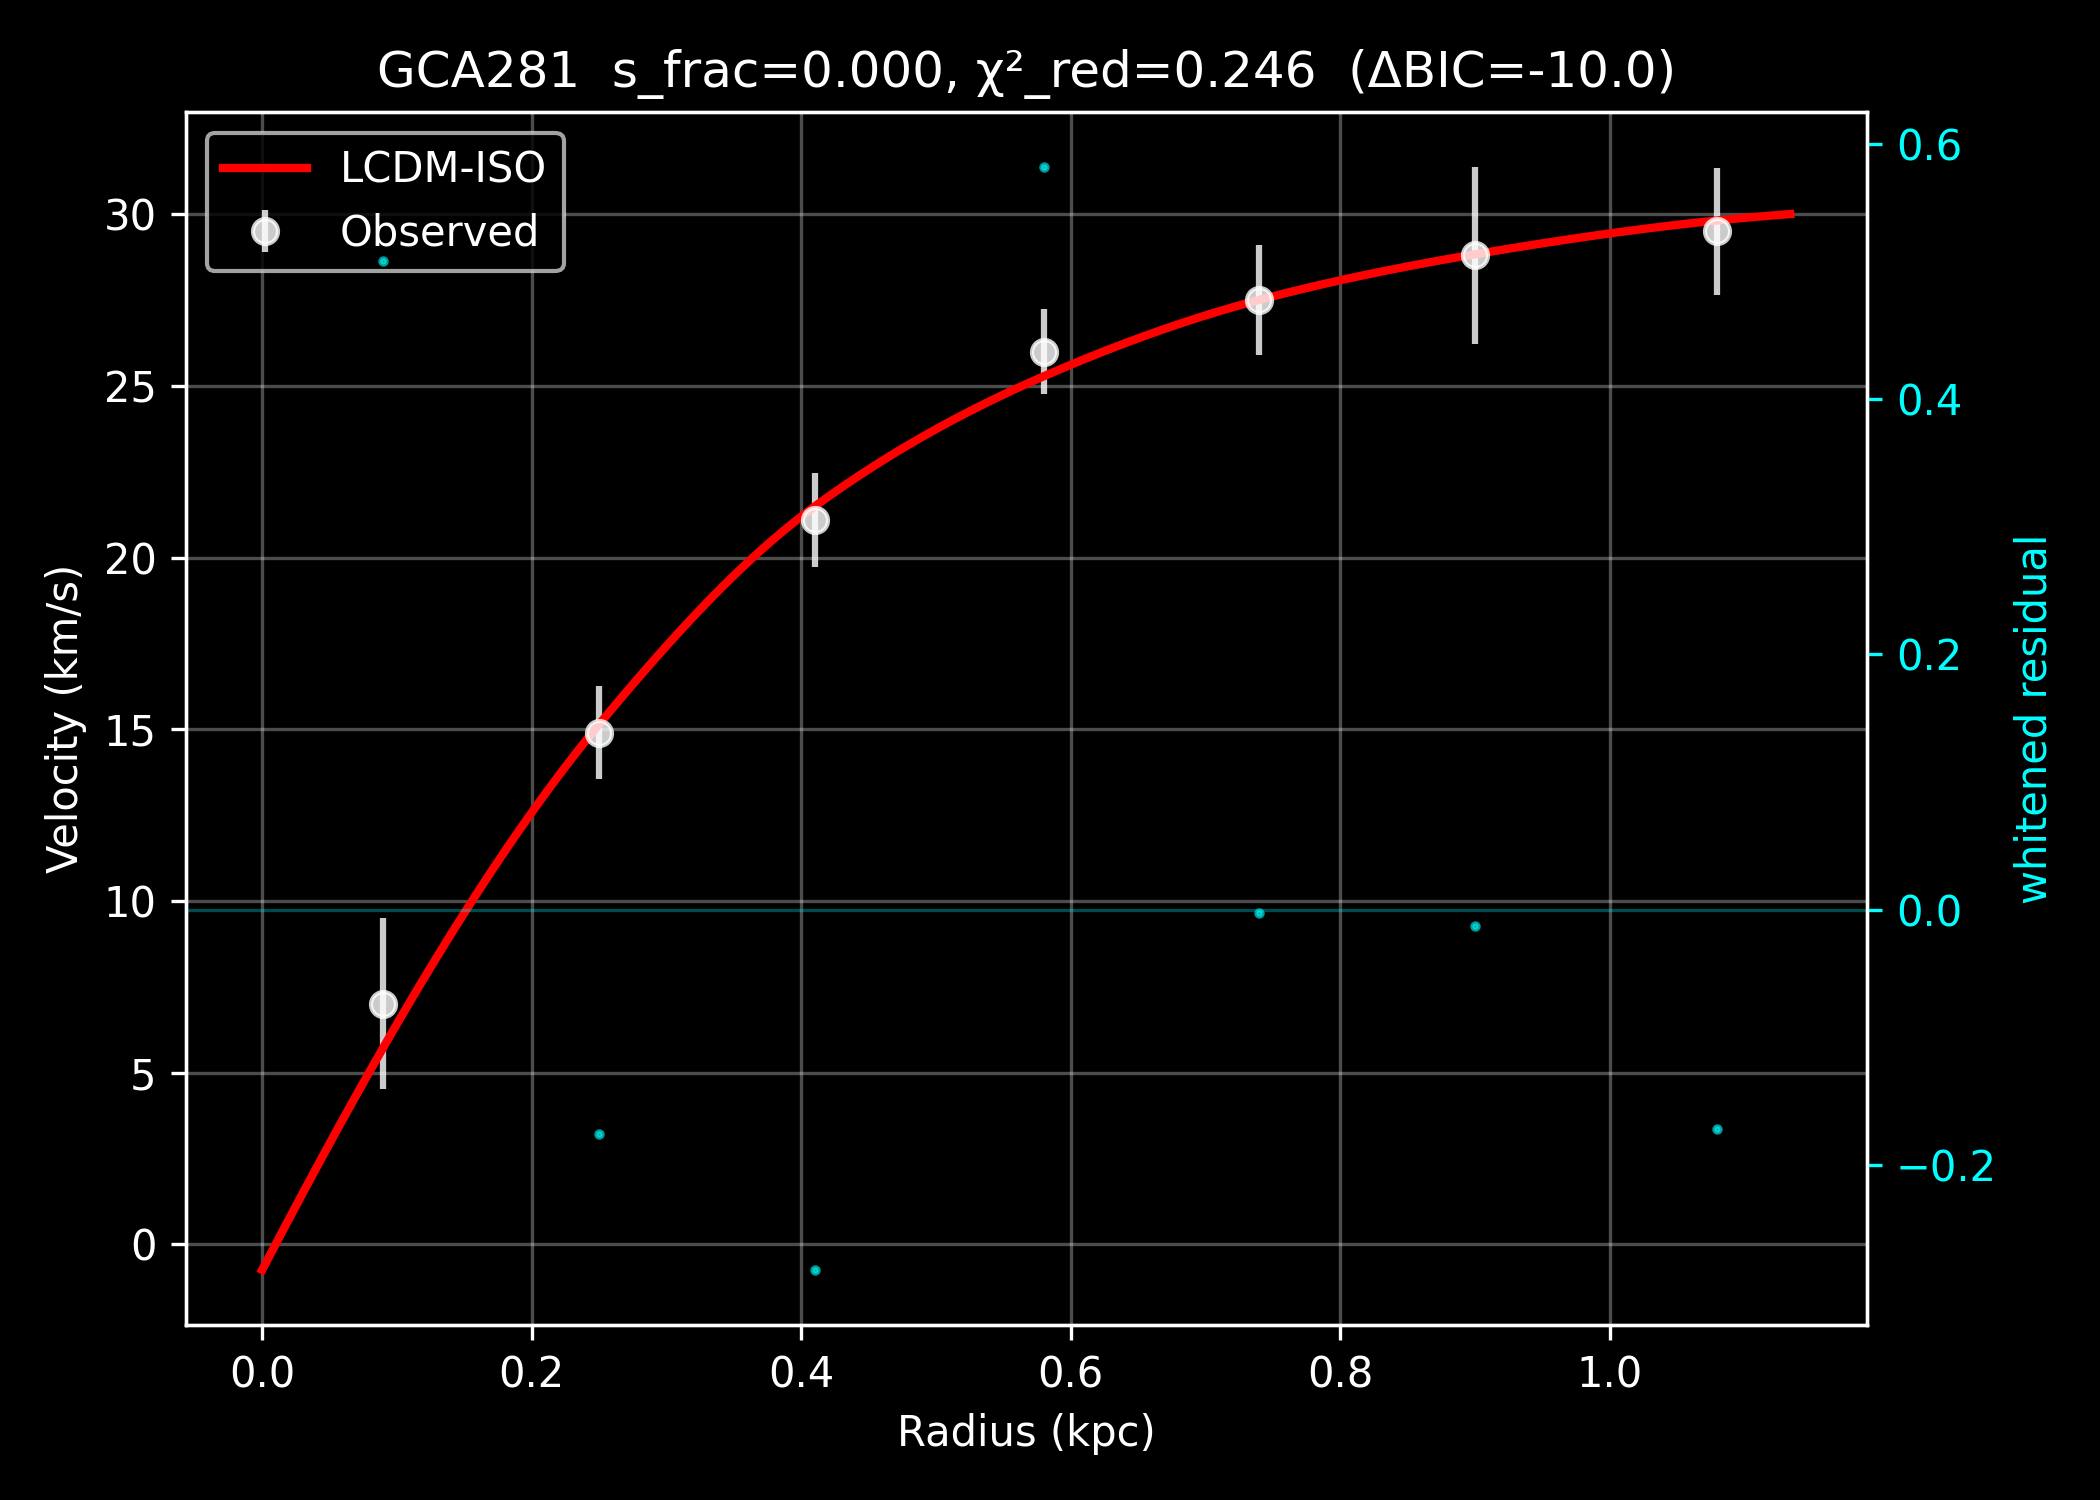 GCA281  s_frac=0.000, χ²_red=0.246  (ΔBIC=-10.0)
LCDM-ISO
Observed
30
25
20
15
10
5
0
Velocity (km/s)
0.6
0.4
0.2
0.0
−0.2
whitened residual
0.0 0.2 0.4 0.6 0.8 1.0
Radius (kpc)